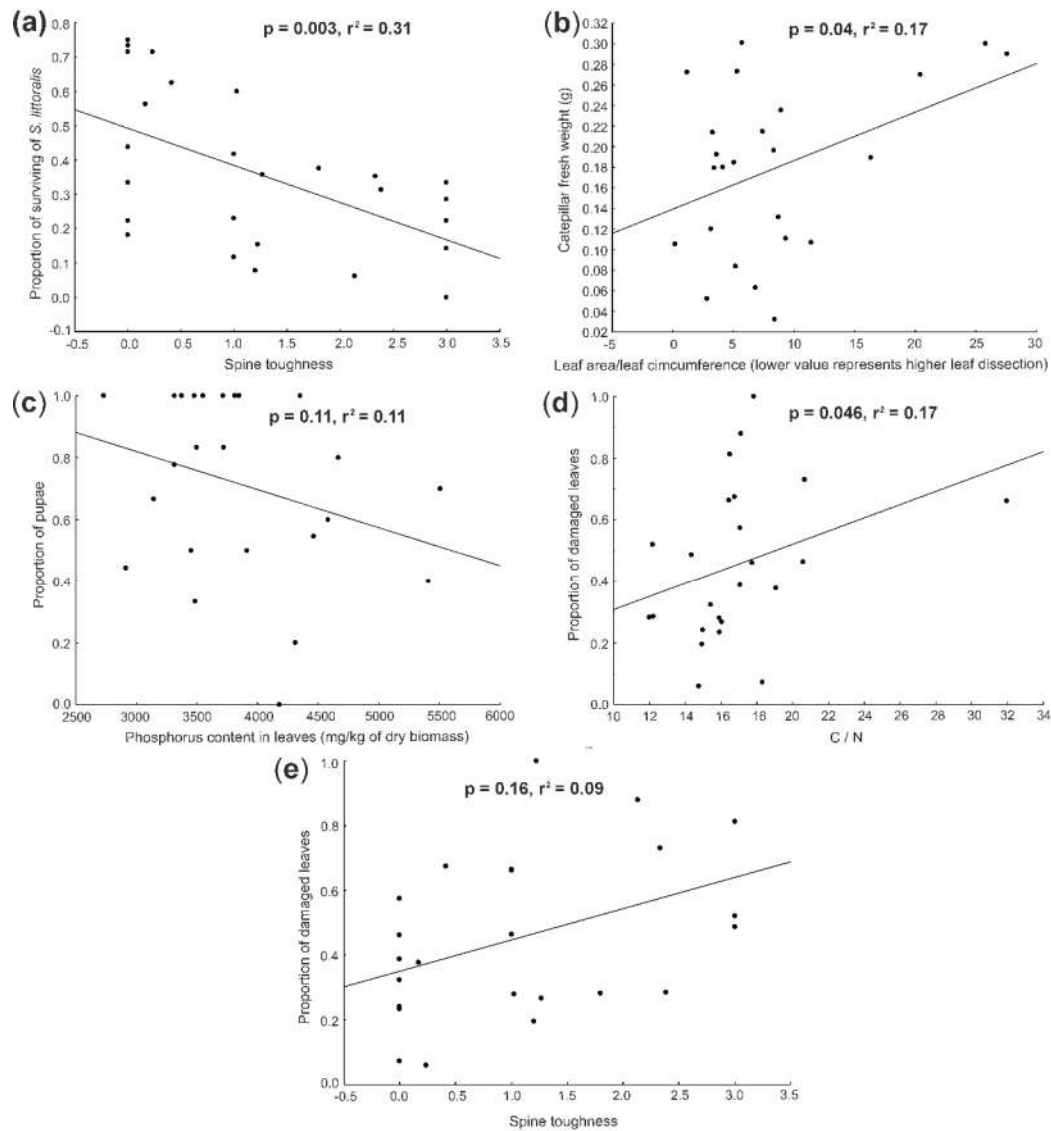 (a)
p = 0.003, r² = 0.31
Proportion of surviving of S. littoralis
0.8
0.7
0.6
0.5
0.4
0.3
0.2
0.1
0.0
-0.1
-0.5 0.0 0.5 1.0 1.5 2.0 2.5 3.0 3.5
Spine toughness
(b)
p = 0.04, r² = 0.17
Catepillar fresh weight (g)
0.32
0.30
0.28
0.26
0.24
0.22
0.20
0.18
0.16
0.14
0.12
0.10
0.08
0.06
0.04
0.02
-5 0 5 10 15 20 25 30
Leaf area/leaf cimcumference (lower value represents higher leaf dissection)
(c)
p = 0.11, r² = 0.11
Proportion of pupae
1.0
0.8
0.6
0.4
0.2
0.0
2500 3000 3500 4000 4500 5000 5500 6000
Phosphorus content in leaves (mg/kg of dry biomass)
(d)
p = 0.046, r² = 0.17
Proportion of damaged leaves
1.0
0.8
0.6
0.4
0.2
0.0
10 12 14 16 18 20 22 24 26 28 30 32 34
C / N
(e)
p = 0.16, r² = 0.09
Proportion of damaged leaves
1.0
0.8
0.6
0.4
0.2
0.0
-0.5 0.0 0.5 1.0 1.5 2.0 2.5 3.0 3.5
Spine toughness